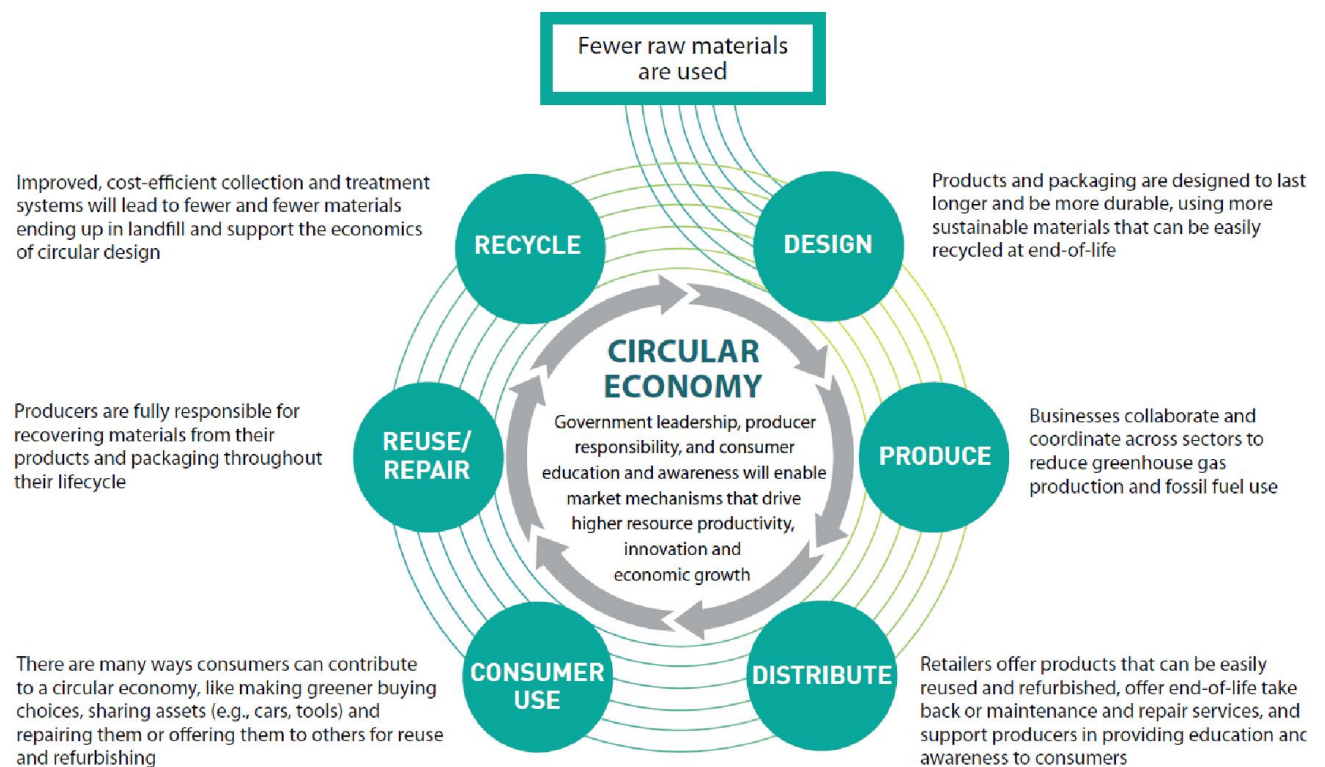 Fewer raw materials
are used
Improved, cost-efficient collection and treatment
systems will lead to fewer and fewer materials
ending up in landfill and support the economics
of circular design
RECYCLE
DESIGN
Products and packaging are designed to last
longer and be more durable, using more
sustainable materials that can be easily
recycled at end-of-life
Producers are fully responsible for
recovering materials from their
products and packaging throughout
their lifecycle
REUSE/
REPAIR
CIRCULAR
ECONOMY
Government leadership, producer
responsibility, and consumer
education and awareness will enable
market mechanisms that drive
higher resource productivity,
innovation and
economic growth
PRODUCE
Businesses collaborate and
coordinate across sectors to
reduce greenhouse gas
production and fossil fuel use
There are many ways consumers can contribute
to a circular economy, like making greener buying
choices, sharing assets (e.g., cars, tools) and
repairing them or offering them to others for reuse
and refurbishing
CONSUMER
USE
DISTRIBUTE
Retailers offer products that can be easily
reused and refurbished, offer end-of-life take
back or maintenance and repair services, and
support producers in providing education and
awareness to consumers